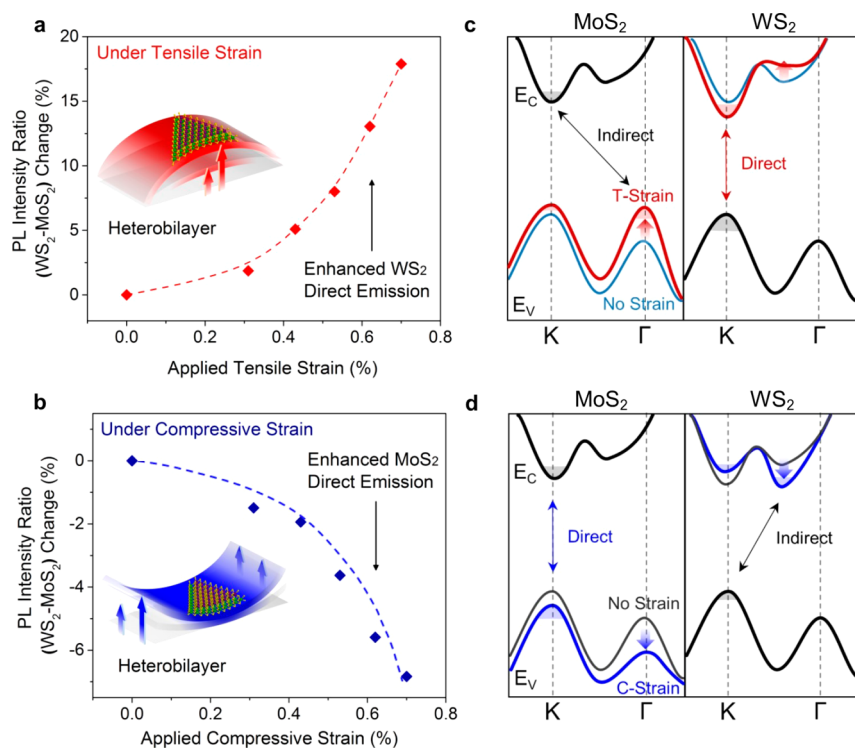 a
Under Tensile Strain
PL Intensity Ratio
(WS₂-MoS₂) Change (%)
20
15
10
5
0
0.0
0.2
0.4
0.6
0.8
Applied Tensile Strain (%)
Heterobilayer
Enhanced WS₂
Direct Emission
c
MoS₂
WS₂
E_C
Indirect
Direct
T-Strain
No Strain
E_V
K
Γ
K
Γ
b
Under Compressive Strain
Enhanced MoS₂
Direct Emission
PL Intensity Ratio
(WS₂-MoS₂) Change (%)
0
-2
-4
-6
0.0
0.2
0.4
0.6
0.8
Applied Compressive Strain (%)
Heterobilayer
d
MoS₂
WS₂
E_C
Direct
Indirect
No Strain
E_V
C-Strain
K
Γ
K
Γ